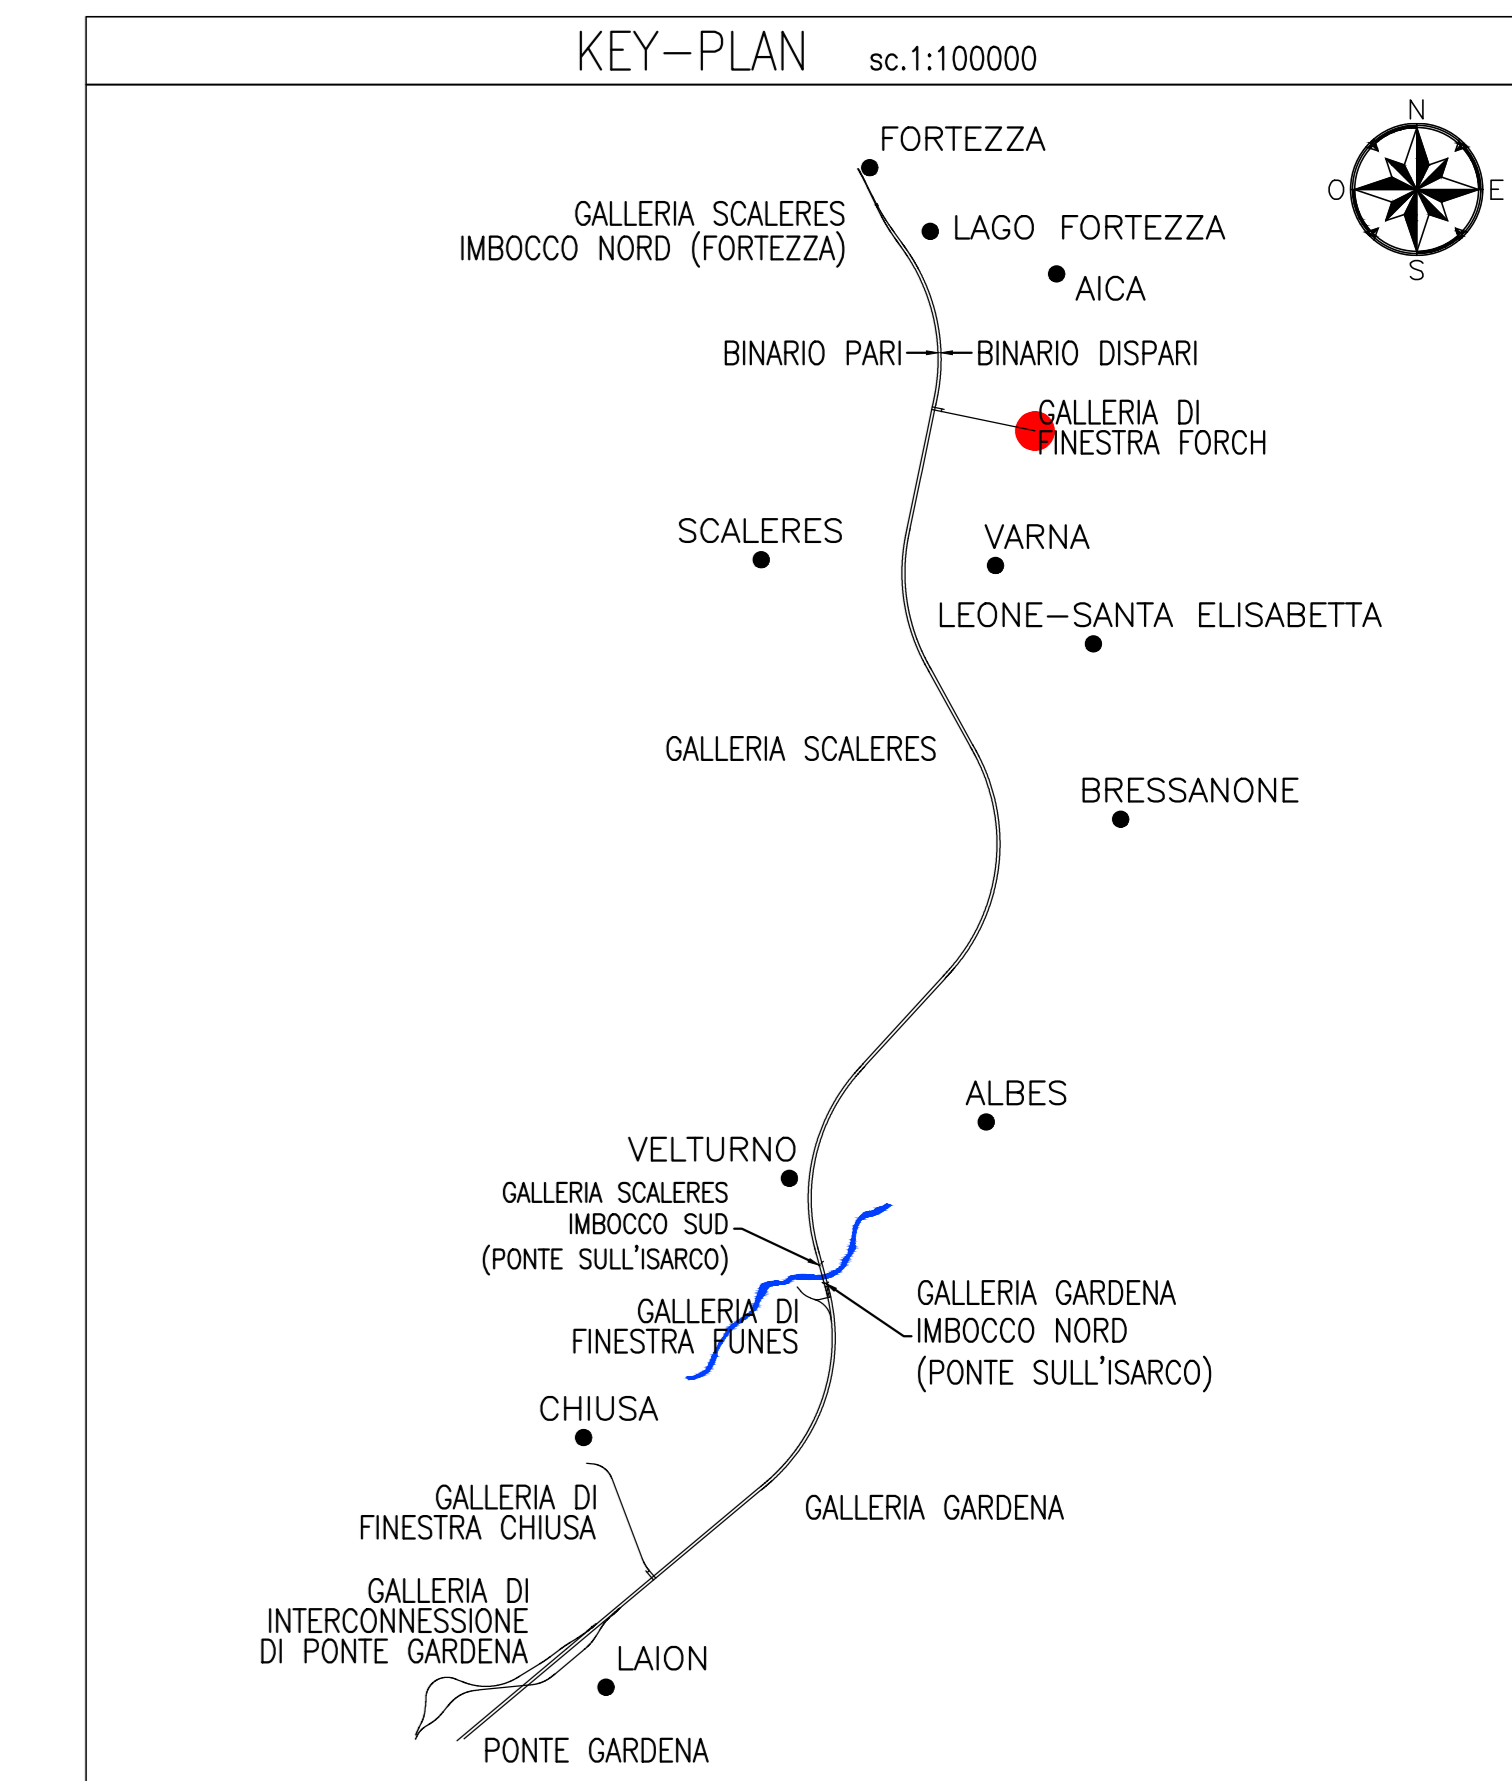 KEY-PLAN sc.1:100000
N
O
E
S
FORTEZZA
GALLERIA SCALERES
IMBOCCO NORD (FORTEZZA)
LAGO FORTEZZA
AICA
BINARIO PARI
BINARIO DISPARI
GALLERIA DI
FINESTRA FORCH
SCALERES
VARNA
LEONE-SANTA ELISABETTA
GALLERIA SCALERES
BRESSANONE
ALBES
VELTURNO
GALLERIA SCALERES
IMBOCCO SUD
(PONTE SULL'ISARCO)
GALLERIA DI
FINESTRA FUNES
GALLERIA GARDENA
IMBOCCO NORD
(PONTE SULL'ISARCO)
CHIUSA
GALLERIA DI
FINESTRA CHIUSA
GALLERIA GARDENA
GALLERIA DI
INTERCONNESSIONE
DI PONTE GARDENA
LAION
PONTE GARDENA